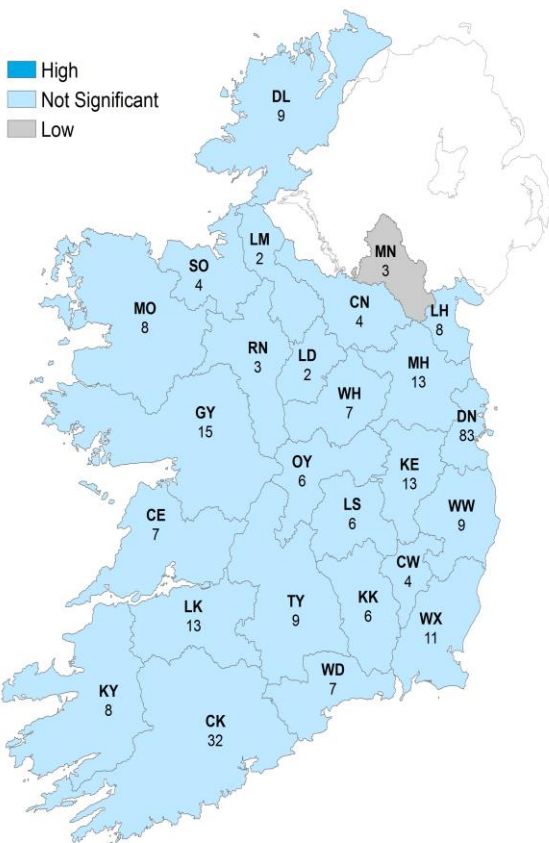 High
Not Significant
Low
DL
9
LM
2
MN
3
SO
4
CN
4
LH
8
MO
8
RN
3
LD
2
MH
13
WH
7
GY
15
DN
83
OY
6
KE
13
LS
6
WW
9
CE
7
CW
4
LK
13
TY
9
KK
6
WX
11
WD
7
KY
8
CK
32